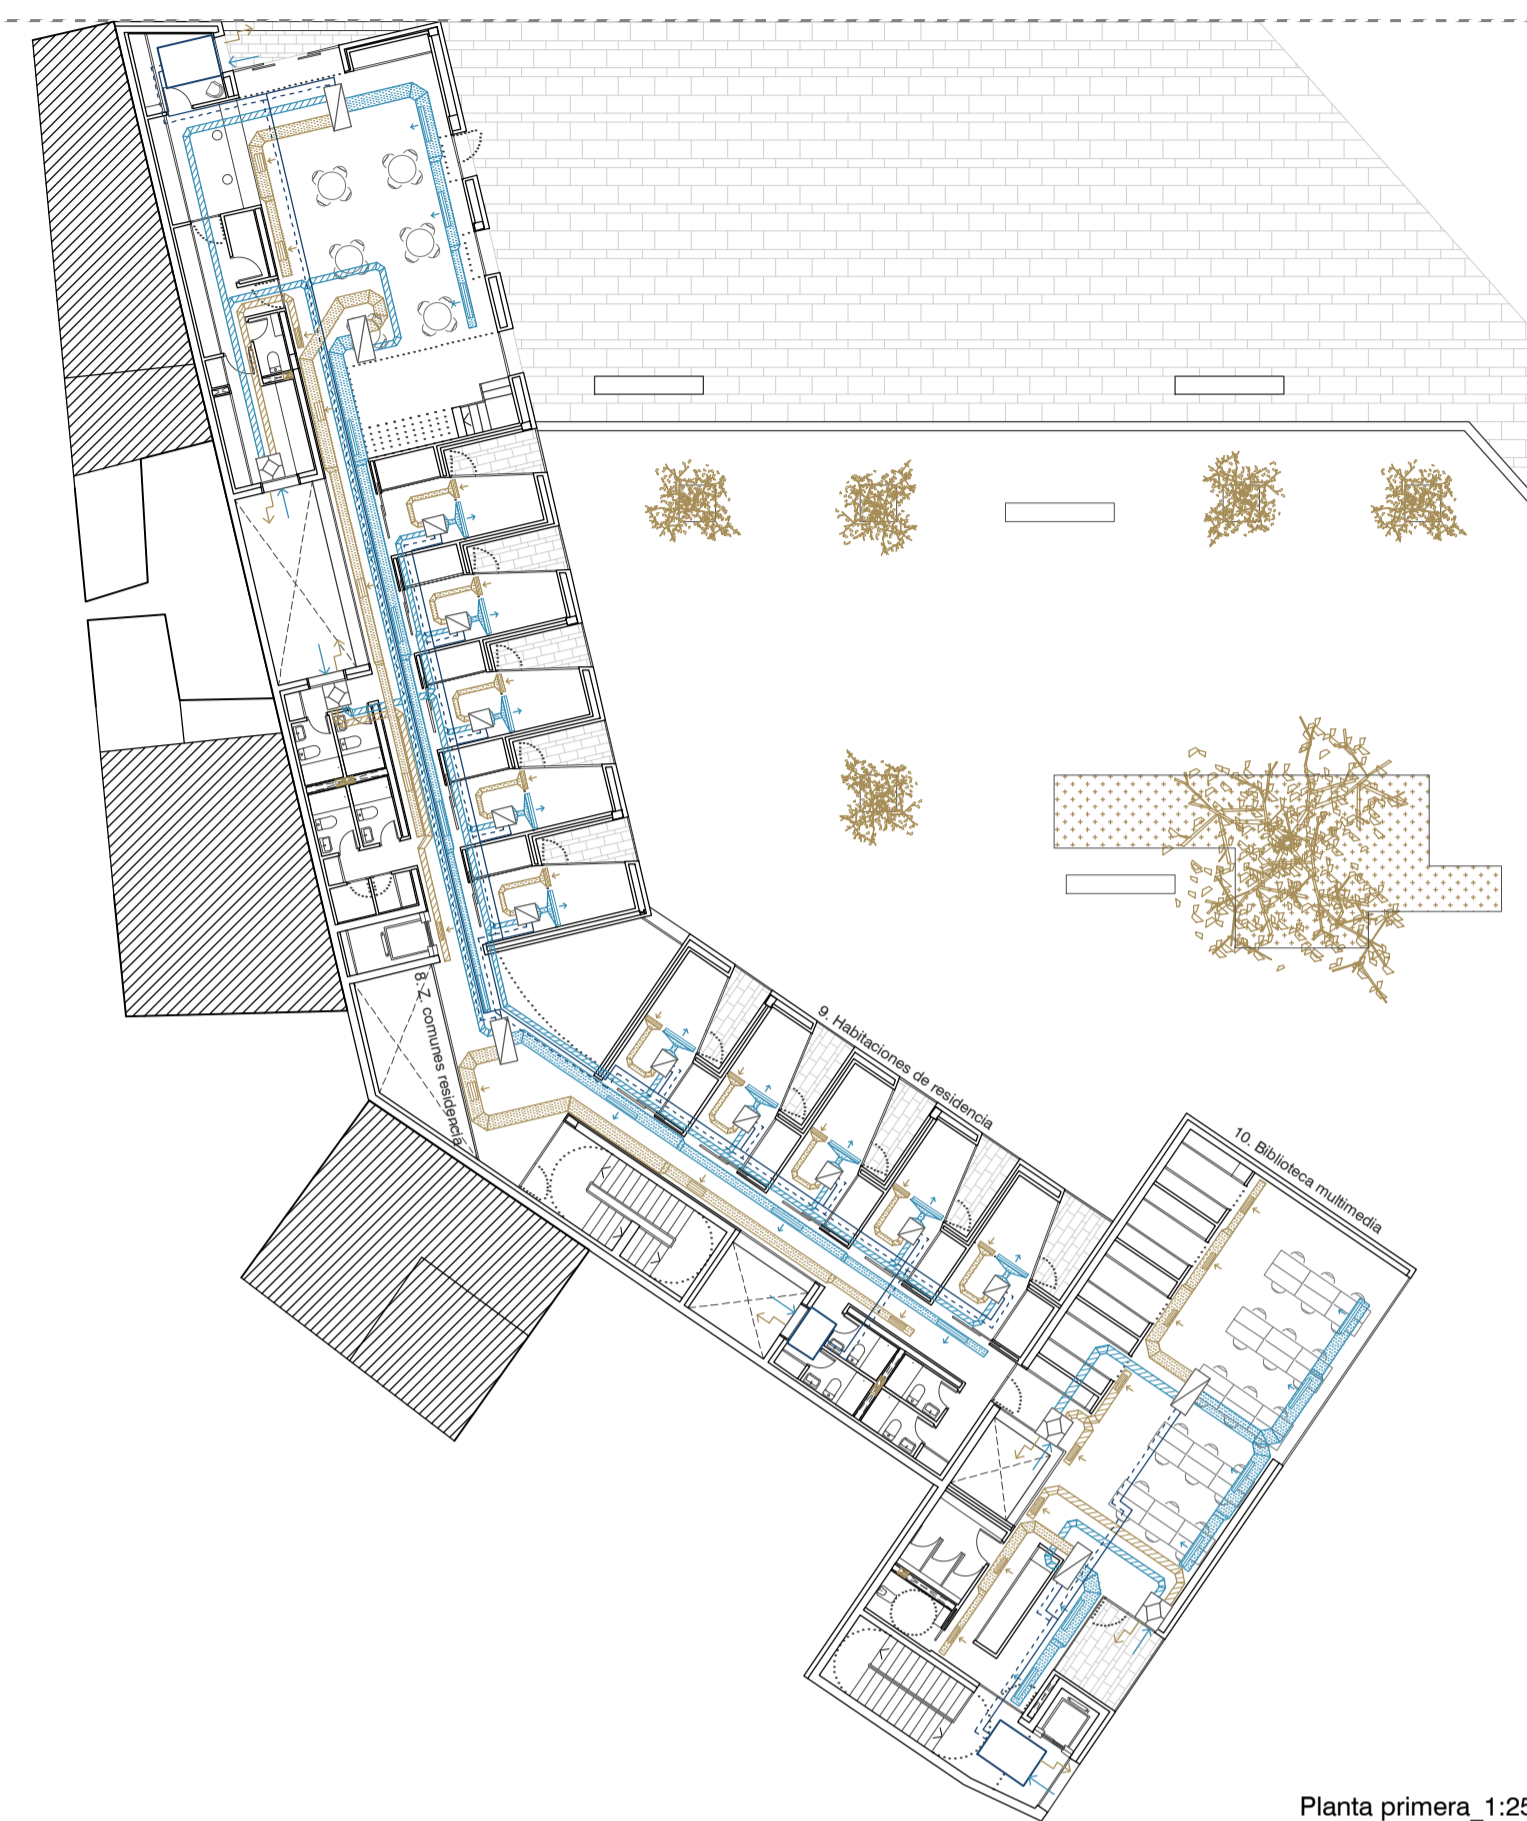 8. Z. comunes residencia
9. Habitaciones de residencia
10. Biblioteca multimedia
Planta primera_1:25